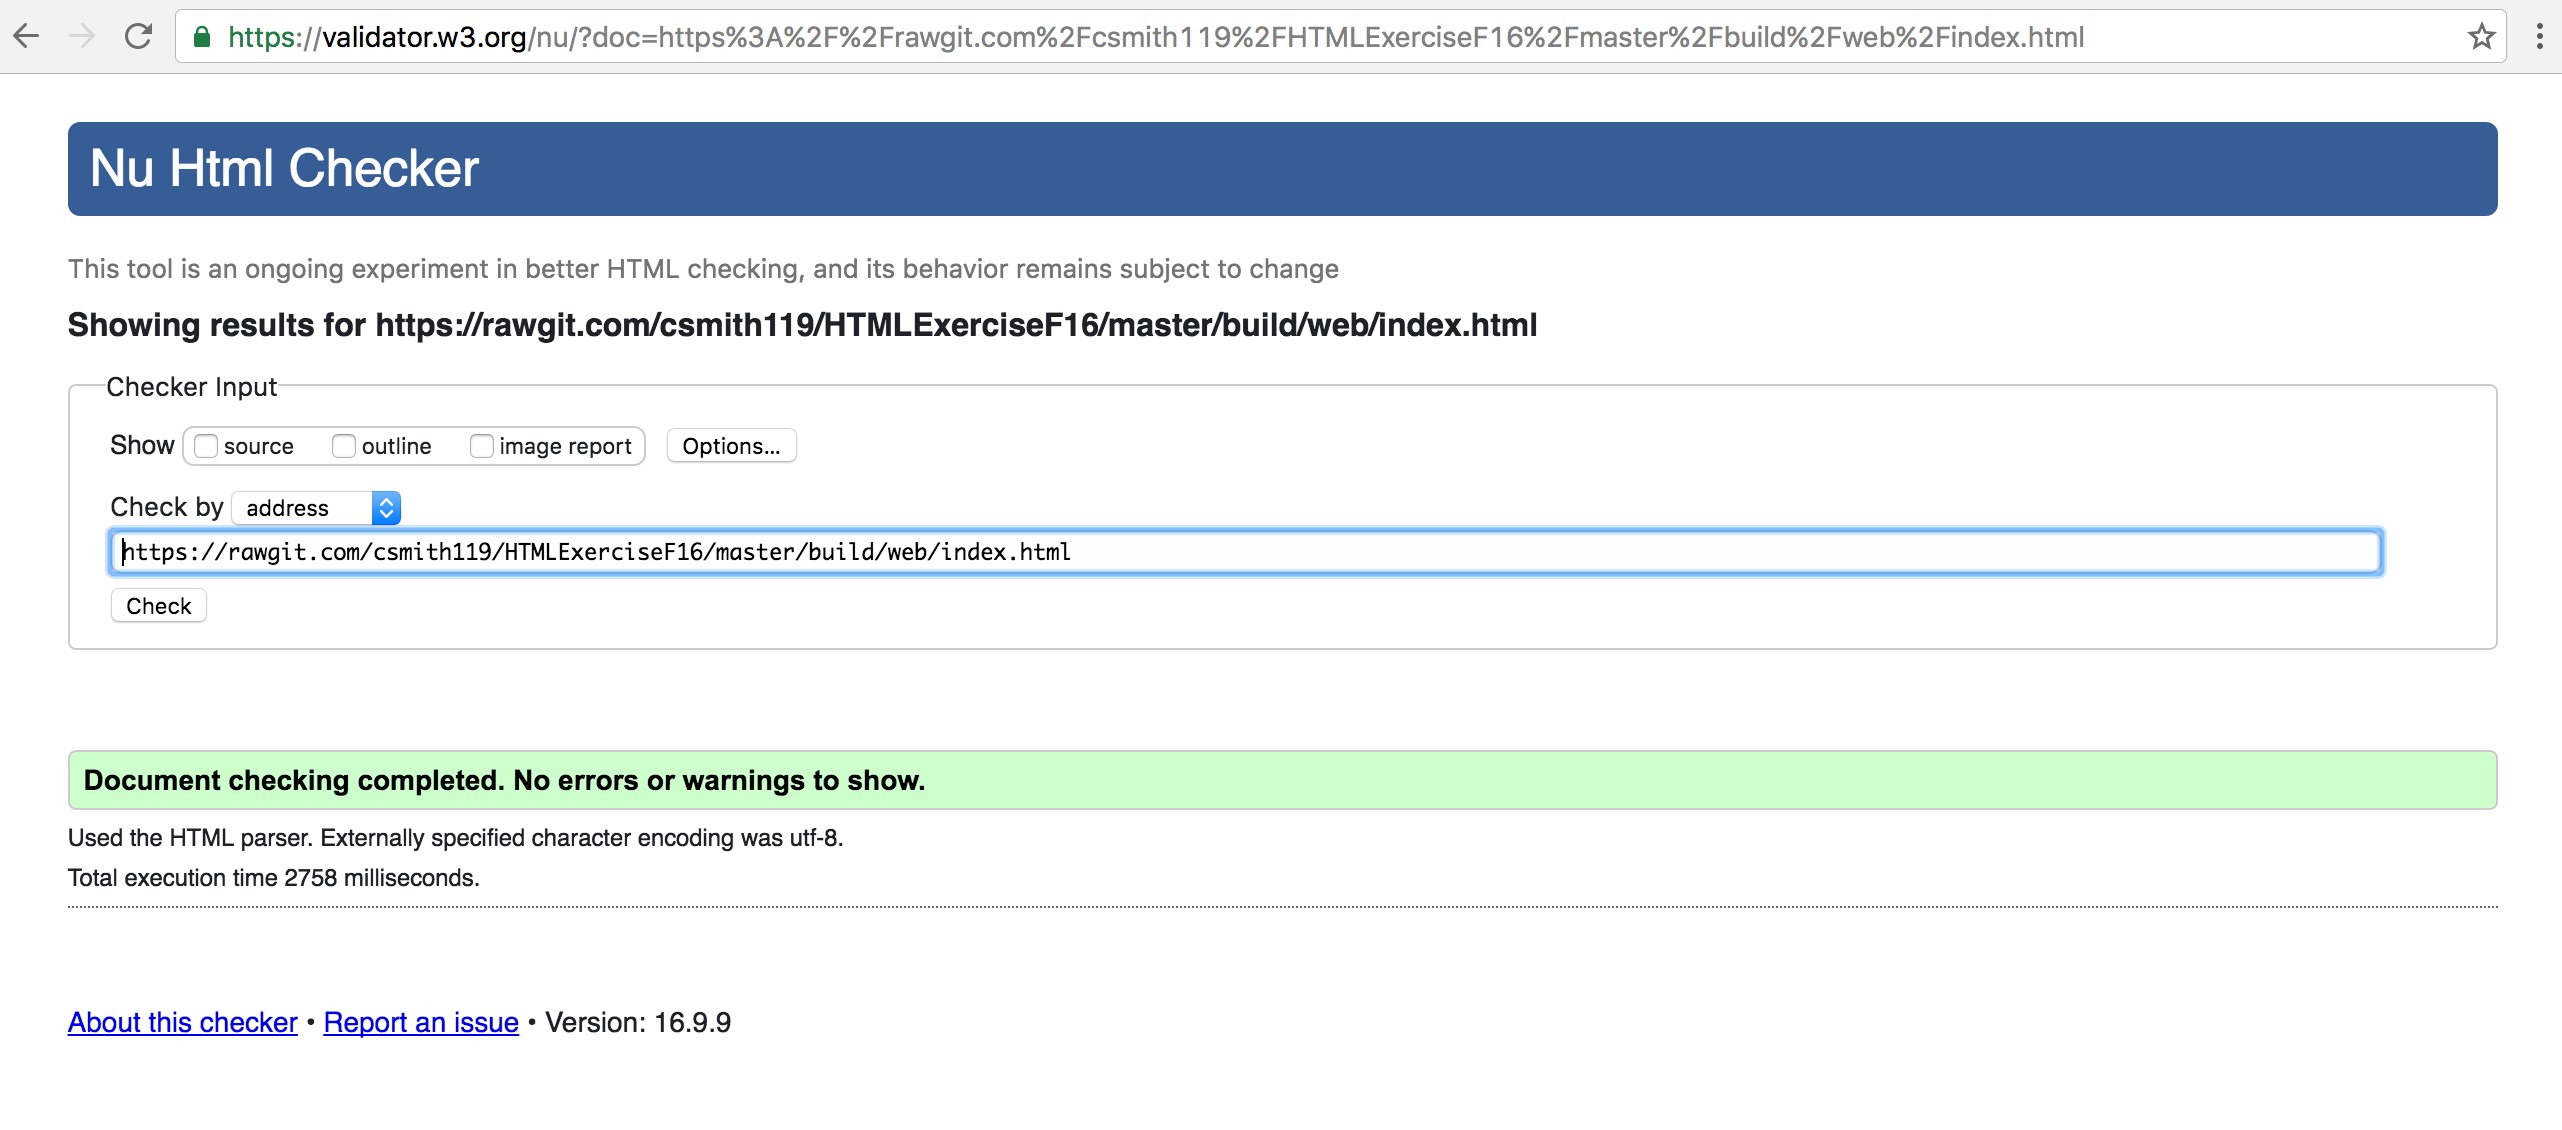 https://validator.w3.org/nu/?doc=https%3A%2F%2Frawgit.com%2Fcsmith119%2FHTMLExerciseF16%2Fmaster%2Fbuild%2Fweb%2Findex.html
Nu Html Checker
This tool is an ongoing experiment in better HTML checking, and its behavior remains subject to change
Showing results for https://rawgit.com/csmith119/HTMLExerciseF16/master/build/web/index.html
Checker Input
Show source outline image report Options...
Check by address
https://rawgit.com/csmith119/HTMLExerciseF16/master/build/web/index.html
Check
Document checking completed. No errors or warnings to show.
Used the HTML parser. Externally specified character encoding was utf-8.
Total execution time 2758 milliseconds.
About this checker • Report an issue • Version: 16.9.9